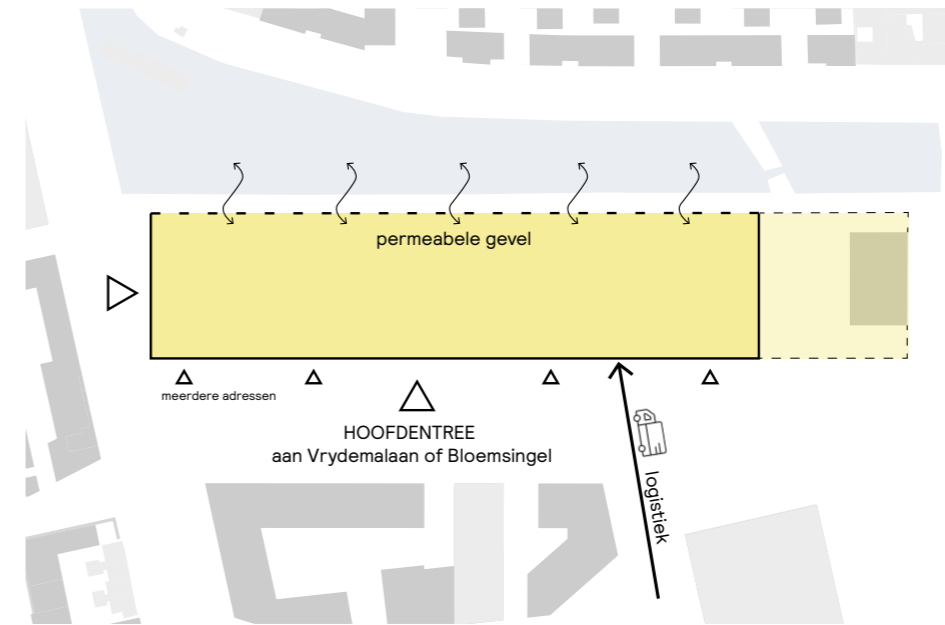 permeabele gevel
meerdere adressen
HOOFDENTREE
aan Vrydemalaan of Bloemsingel
logistiek